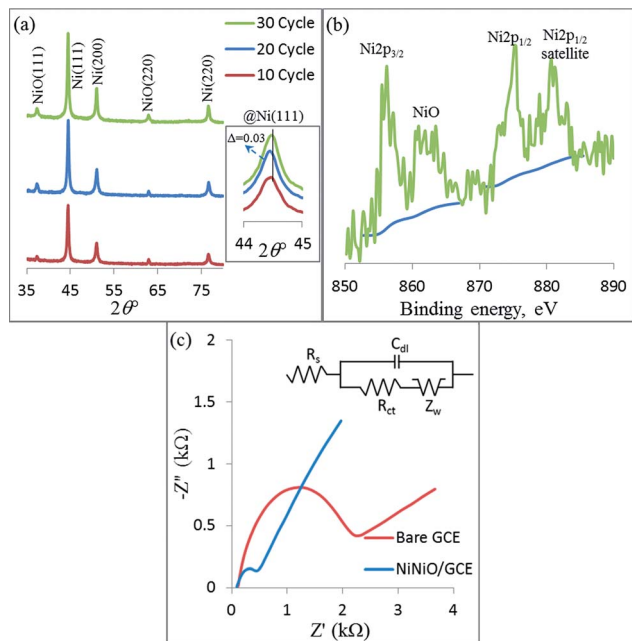 (a)
30 Cycle
20 Cycle
10 Cycle
NiO(111)
Ni(111)
Ni(200)
NiO(220)
Ni(220)
@Ni(111)
Δ=0.03
44 45
2θ°
35 45 55 65 75
2θ°
(b)
Ni2p3/2
NiO
Ni2p1/2
Ni2p1/2
satellite
850 860 870 880 890
Binding energy, eV
(c)
Cdl
Rs
Rct
Zw
2
1.5
1
0.5
0
-Z" (kΩ)
Bare GCE
NiNiO/GCE
0 1 2 3 4
Z' (kΩ)